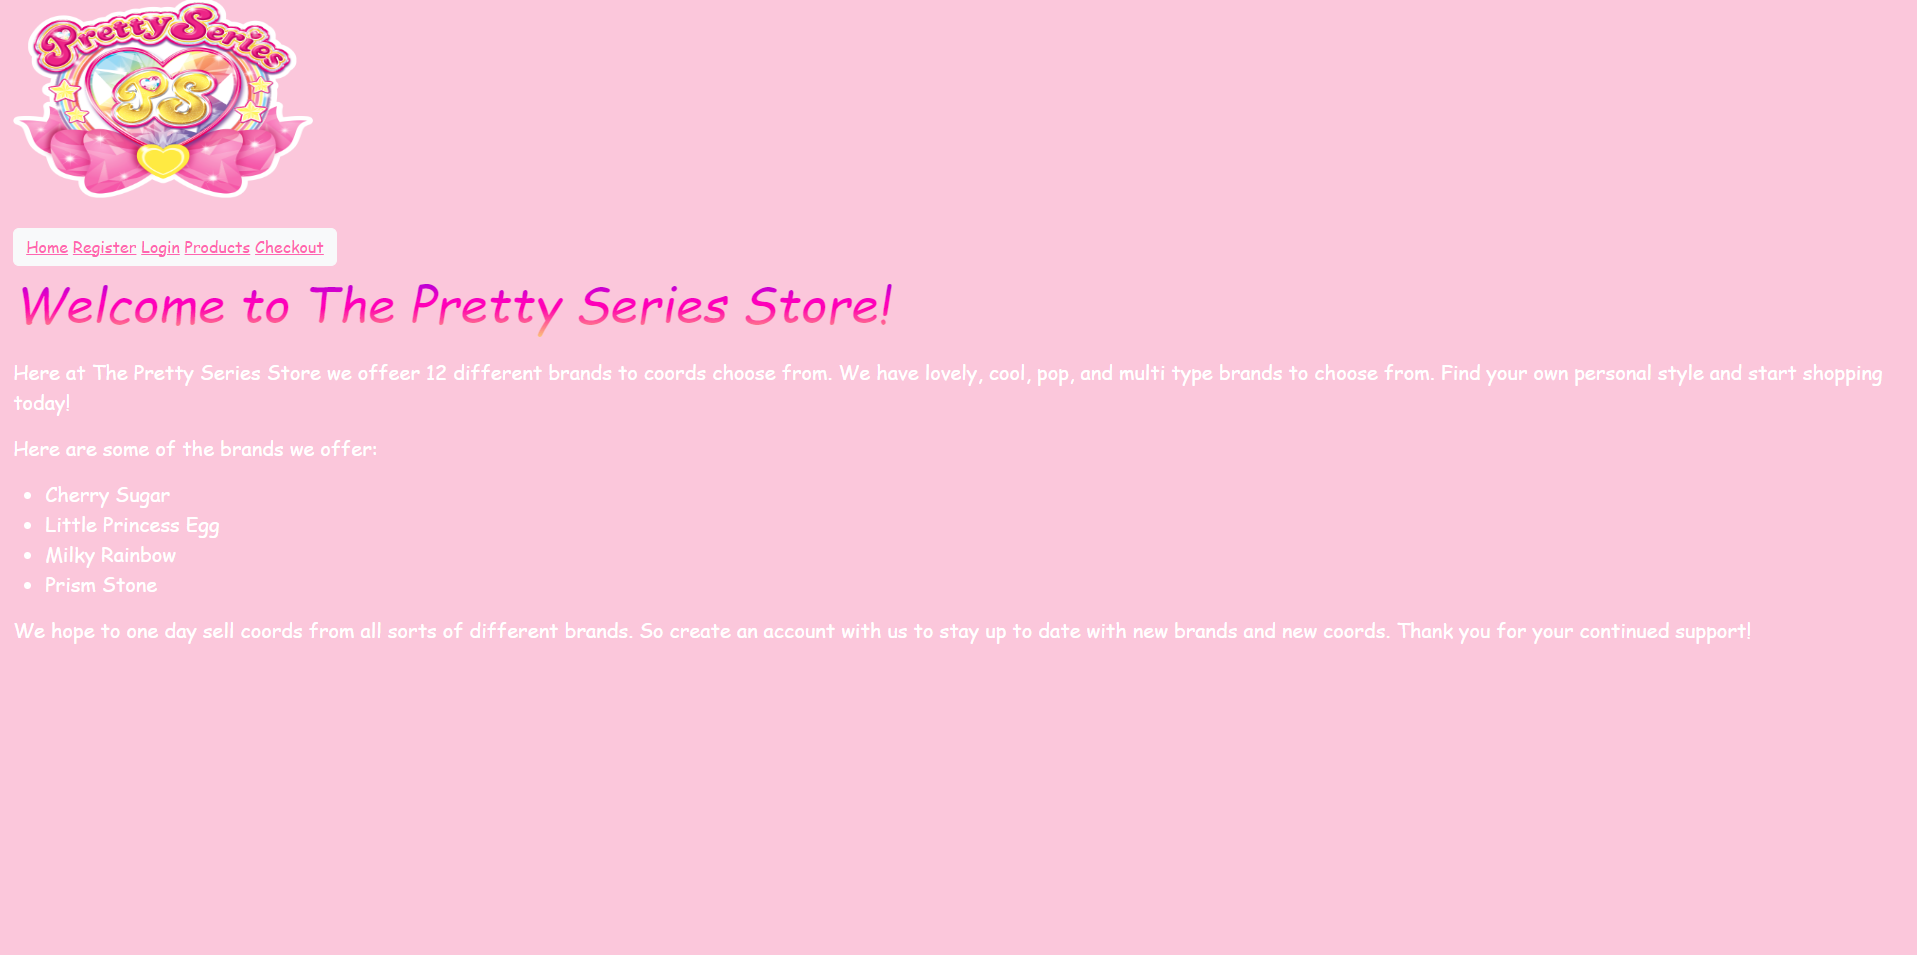 Pretty Series
PS
Home Register Login Products Checkout
Welcome to The Pretty Series Store!
Here at The Pretty Series Store we offeer 12 different brands to coords choose from. We have lovely, cool, pop, and multi type brands to choose from. Find your own personal style and start shopping
today!
Here are some of the brands we offer:
• Cherry Sugar
• Little Princess Egg
• Milky Rainbow
• Prism Stone
We hope to one day sell coords from all sorts of different brands. So create an account with us to stay up to date with new brands and new coords. Thank you for your continued support!